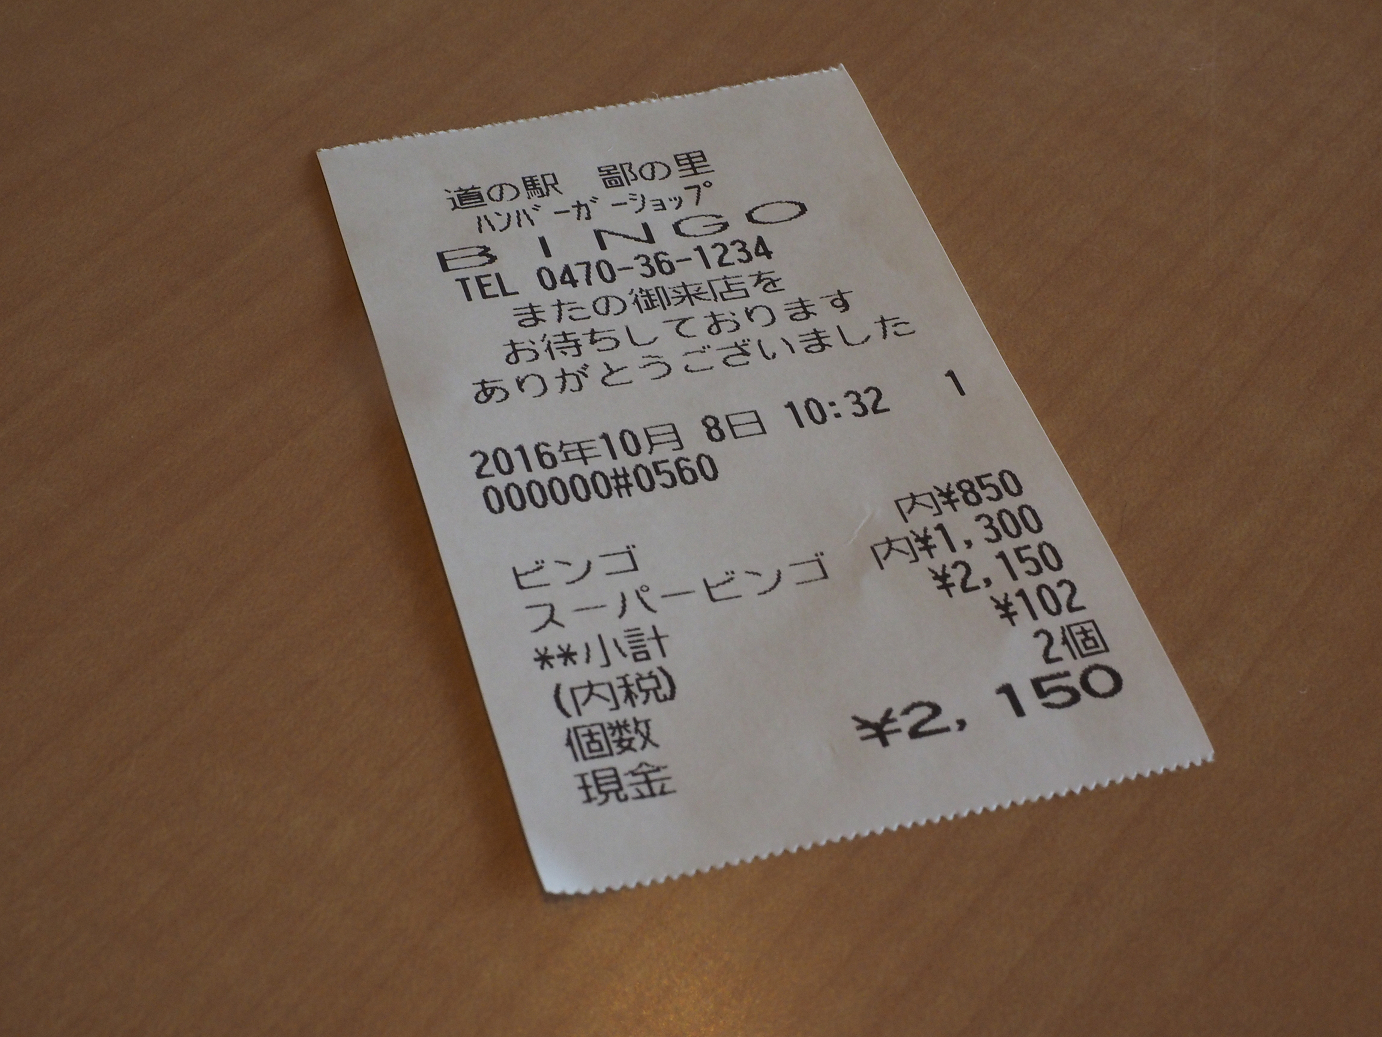 道の駅 鄙の里
ﾊﾝﾊﾞｰｶﾞｰｼｮｯﾌﾟ
BINGO
TEL 0470-36-1234
またの御来店を
お待ちしております
ありがとうございました
2016年10月 8日 10:32 1
000000#0560
ビンゴ 内¥850
スーパービンゴ 内¥1,300
**小計 ¥2,150
(内税) ¥102
個数 2個
現金 ¥2,150